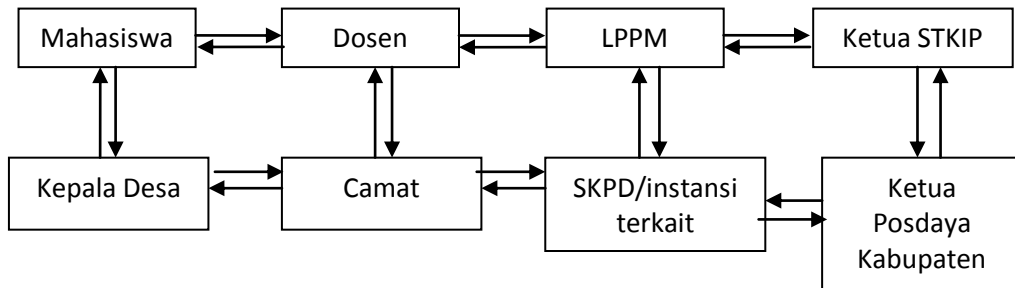 Mahasiswa
Dosen
LPPM
Ketua STKIP
Kepala Desa
Camat
SKPD/instansi
terkait
Ketua
Posdaya
Kabupaten